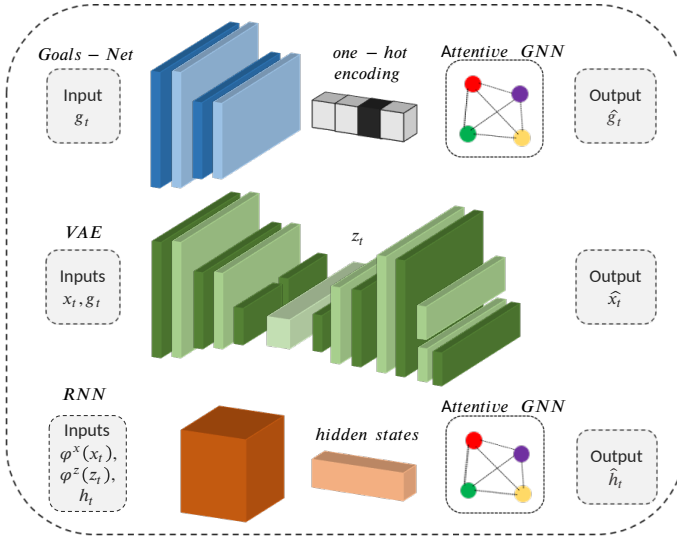 Goals - Net
Input
g_t
one - hot
encoding
Attentive GNN
Output
ĝ_t
VAE
Inputs
x_t, g_t
z_t
Output
x̂_t
RNN
Inputs
φ^x(x_t),
φ^z(z_t),
h_t
hidden states
Attentive GNN
Output
ĥ_t